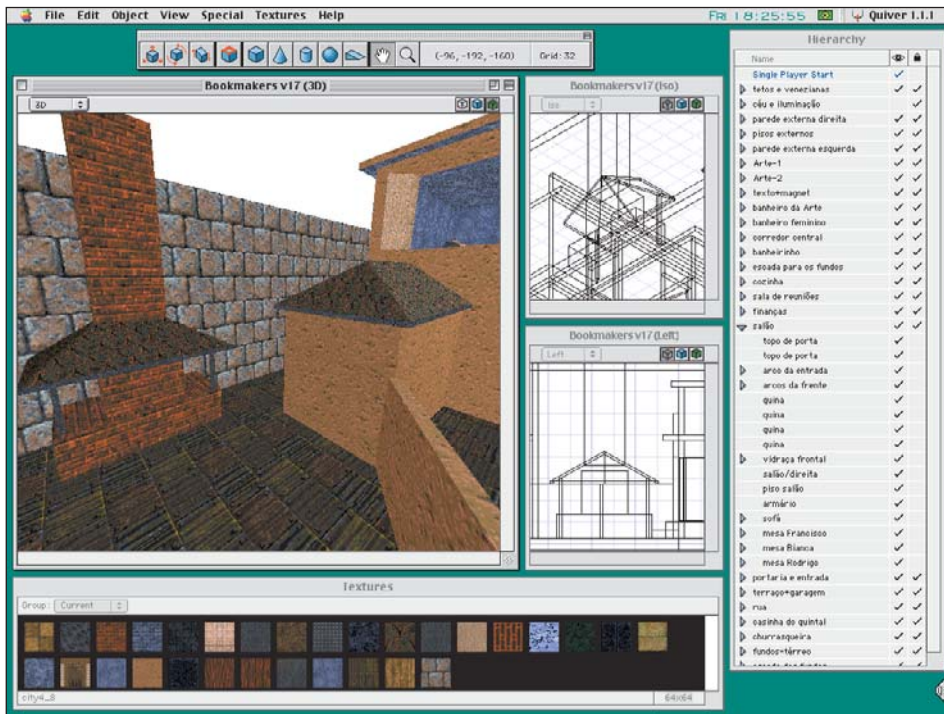 File Edit Object View Special Textures Help
FRI 18:25:55
Quiver 1.1.1
(-96, -192, -160)
Grid: 32
Bookmakers v17 (3D)
3D
Bookmakers v17 (Iso)
Iso
Bookmakers v17 (Left)
Left
Hierarchy
Name
Single Player Start
tetos e venezianas
céu e iluminação
parede externa direita
pisos externos
parede externa esquerda
Arte-1
Arte-2
texto+magnet
banheiro da Arte
banheiro feminino
corredor central
banheirinho
escada para os fundos
cozinha
sala de reuniões
finanças
salão
topo de porta
topo de porta
arco da entrada
arcos da frente
quina
quina
quina
quina
vidraça frontal
salão/direita
piso salão
armário
sofá
mesa Francisco
mesa Bianca
mesa Rodrigo
portaria e entrada
terraço+garagem
rua
casinha do quintal
churrasqueira
fundos-térreo
escada dos fundos
Textures
Group: Current
city4_8
64x64